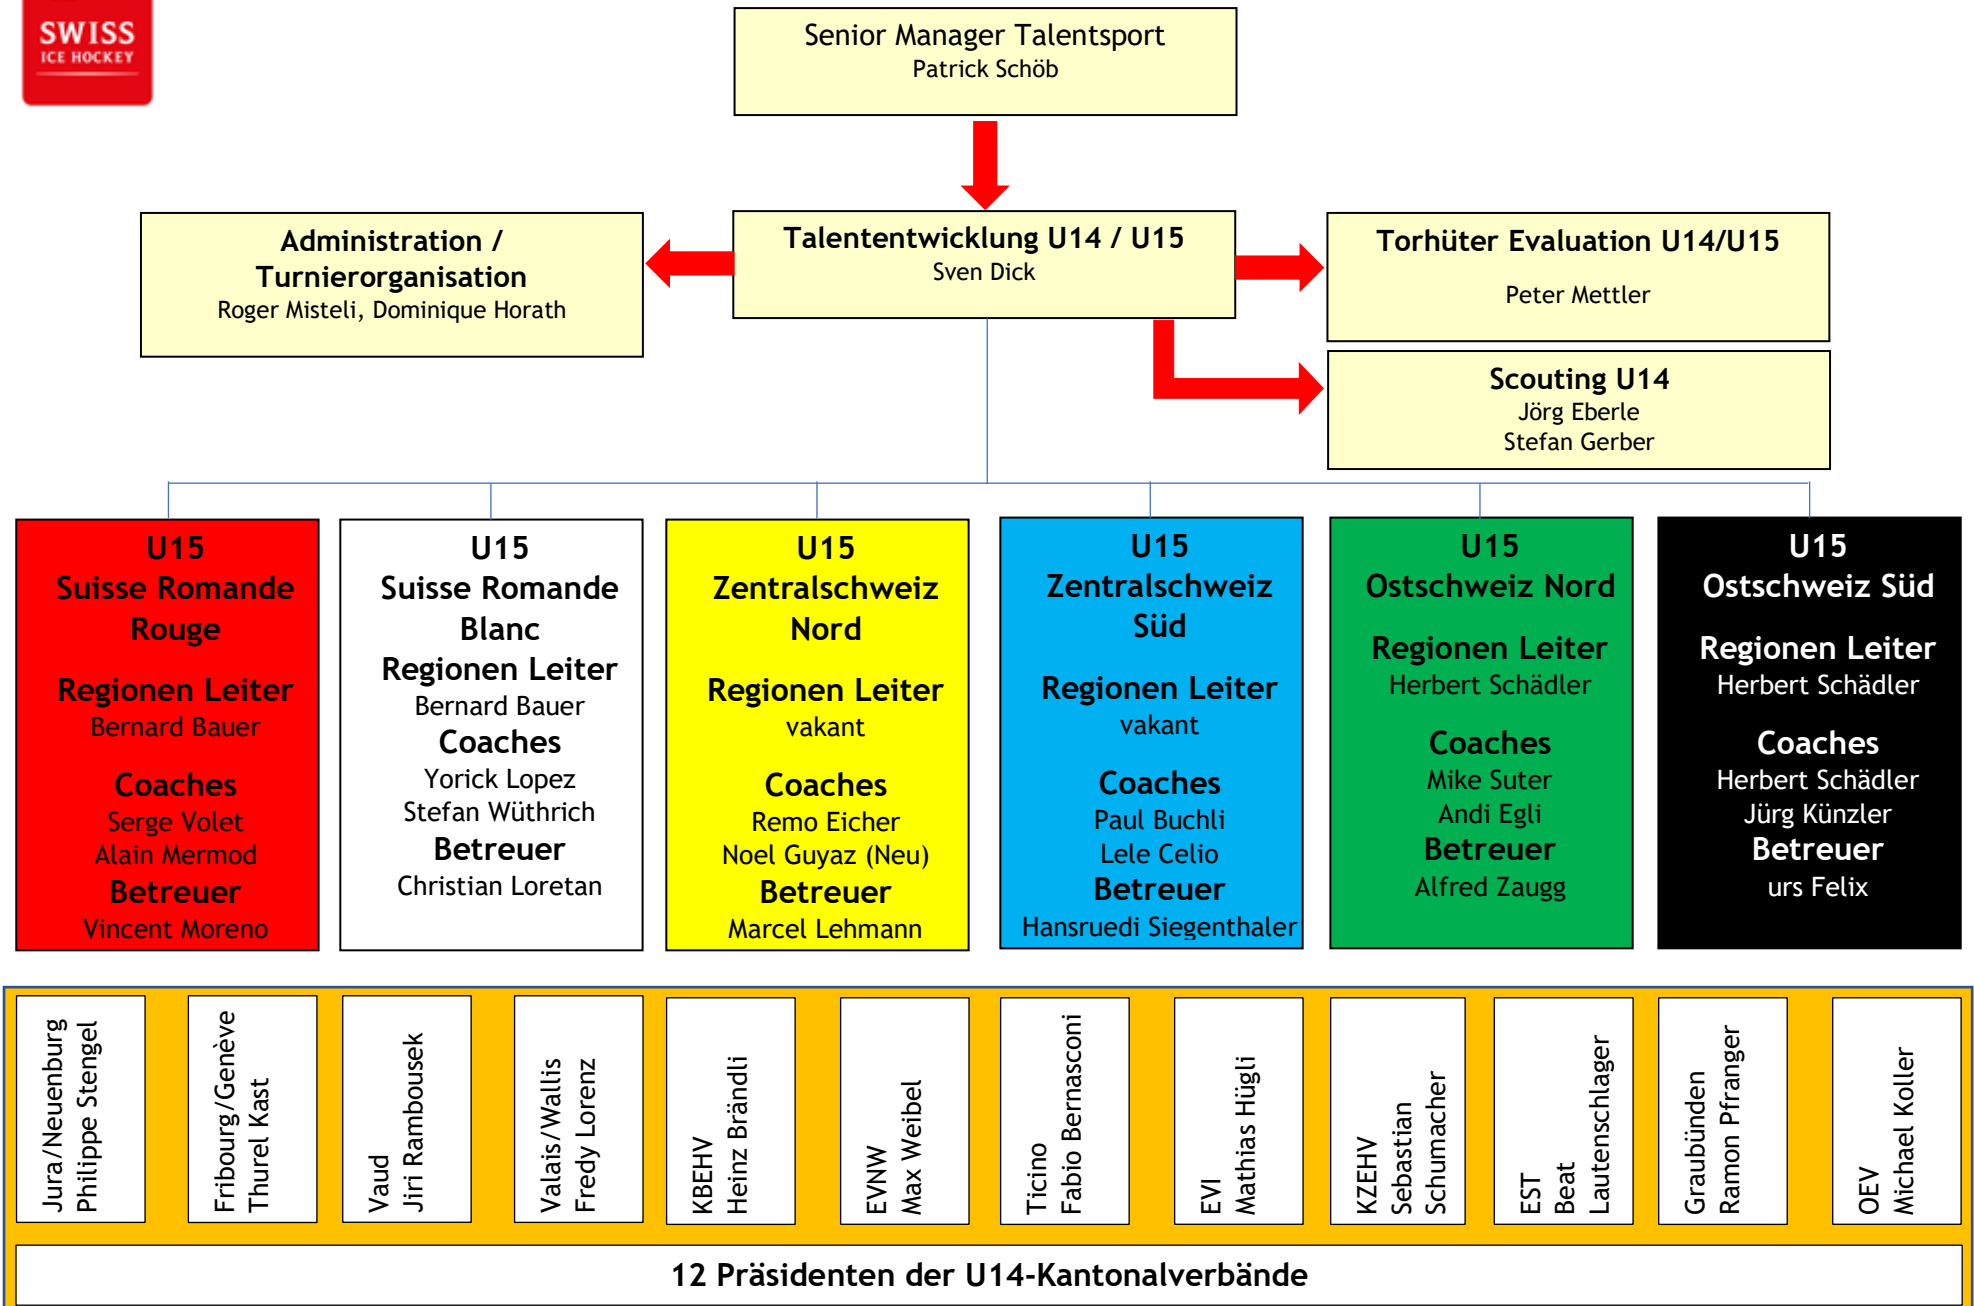 SWISS
ICE HOCKEY
Senior Manager Talentsport
Patrick Schöb
Administration /
Turnierorganisation
Roger Misteli, Dominique Horath
Talententwicklung U14 / U15
Sven Dick
Torhüter Evaluation U14/U15
Peter Mettler
Scouting U14
Jörg Eberle
Stefan Gerber
U15
Suisse Romande
Rouge
Regionen Leiter
Bernard Bauer
Coaches
Serge Volet
Alain Mermod
Betreuer
Vincent Moreno
U15
Suisse Romande
Blanc
Regionen Leiter
Bernard Bauer
Coaches
Yorick Lopez
Stefan Wüthrich
Betreuer
Christian Loretan
U15
Zentralschweiz
Nord
Regionen Leiter
vakant
Coaches
Remo Eicher
Noel Guyaz (Neu)
Betreuer
Marcel Lehmann
U15
Zentralschweiz
Süd
Regionen Leiter
vakant
Coaches
Paul Buchli
Lele Celio
Betreuer
Hansruedi Siegenthaler
U15
Ostschweiz Nord
Regionen Leiter
Herbert Schädler
Coaches
Mike Suter
Andi Egli
Betreuer
Alfred Zaugg
U15
Ostschweiz Süd
Regionen Leiter
Herbert Schädler
Coaches
Herbert Schädler
Jürg Künzler
Betreuer
urs Felix
Jura/Neuenburg
Philippe Stengel
Fribourg/Genève
Thurel Kast
Vaud
Jiri Rambousek
Valais/Wallis
Fredy Lorenz
KBEHV
Heinz Brändli
EVNW
Max Weibel
Ticino
Fabio Bernasconi
EVI
Mathias Hügli
KZEHV
Sebastian
Schumacher
EST
Beat
Lautenschlager
Graubünden
Ramon Pfranger
OEV
Michael Koller
12 Präsidenten der U14-Kantonalverbände